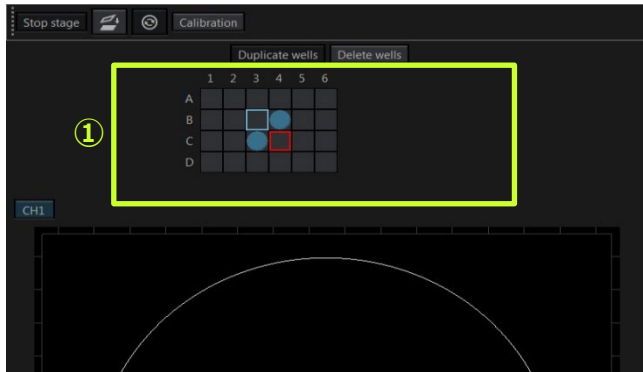 Stop stage Calibration
Duplicate wells Delete wells
1 2 3 4 5 6
A
B
① C
D
CH1